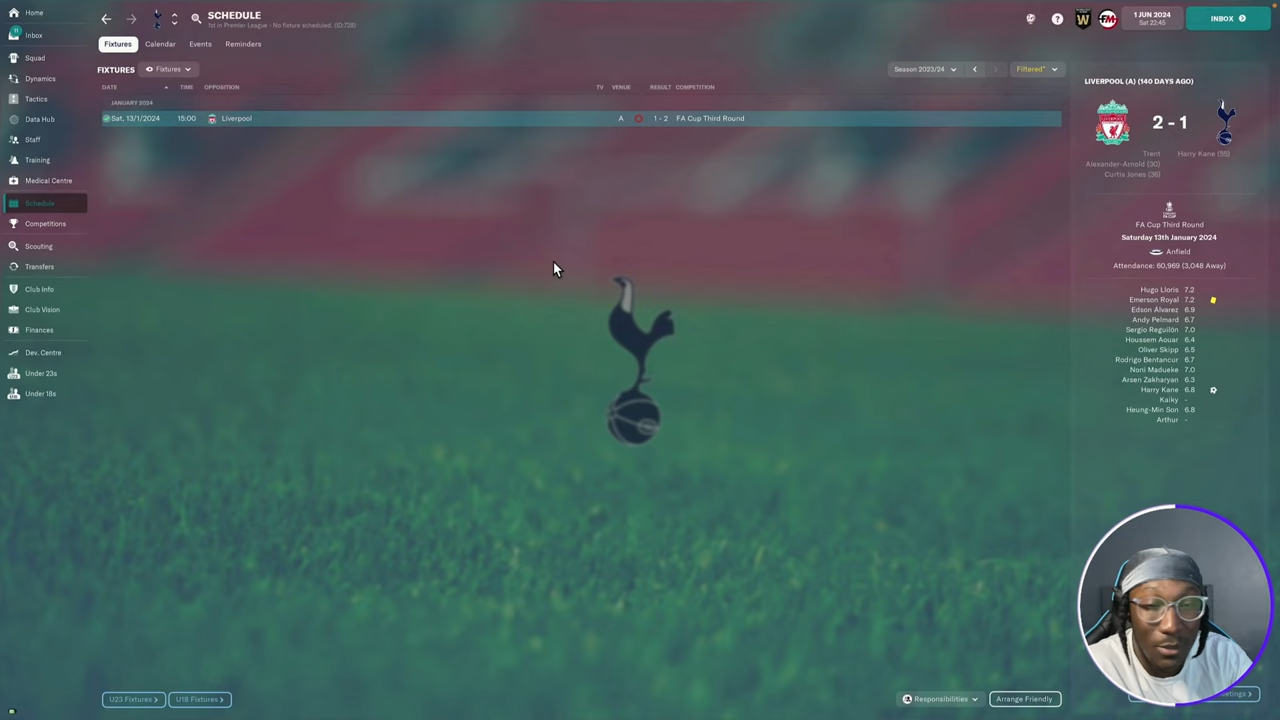 Home
SCHEDULE
1st in Premier League - No fixture scheduled. (ID:728)
1 JUN 2024
Sat 22:45
INBOX
11
Inbox
Squad
Dynamics
Tactics
Data Hub
Staff
Training
Medical Centre
Schedule
Competitions
Scouting
Transfers
Club Info
Club Vision
Finances
Dev. Centre
Under 23s
Under 18s
Fixtures Calendar Events Reminders
FIXTURES Fixtures Season 2023/24 Filtered*
DATE TIME OPPOSITION TV VENUE RESULT COMPETITION
JANUARY 2024
Sat, 13/1/2024 15:00 Liverpool A 1 - 2 FA Cup Third Round
LIVERPOOL (A) (140 DAYS AGO)
2 - 1
Trent
Alexander-Arnold (30)
Curtis Jones (36)
Harry Kane (55)
FA Cup Third Round
Saturday 13th January 2024
Anfield
Attendance: 60,969 (3,048 Away)
Hugo Lloris 7.2
Emerson Royal 7.2
Edson Álvarez 6.9
Andy Pelmard 6.7
Sergio Reguilón 7.0
Houssem Aouar 6.4
Oliver Skipp 6.5
Rodrigo Bentancur 6.7
Noni Madueke 7.0
Arsen Zakharyan 6.3
Harry Kane 6.8
Kaiky -
Heung-Min Son 6.8
Arthur -
U23 Fixtures > U18 Fixtures >
Responsibilities
Arrange Friendly